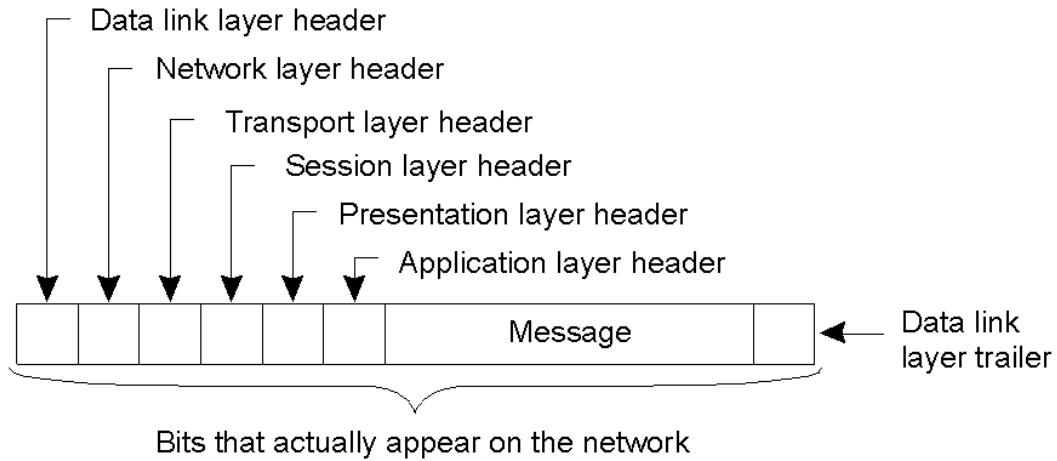 Data link layer header
Network layer header
Transport layer header
Session layer header
Presentation layer header
Application layer header
Message
Data link
layer trailer
Bits that actually appear on the network